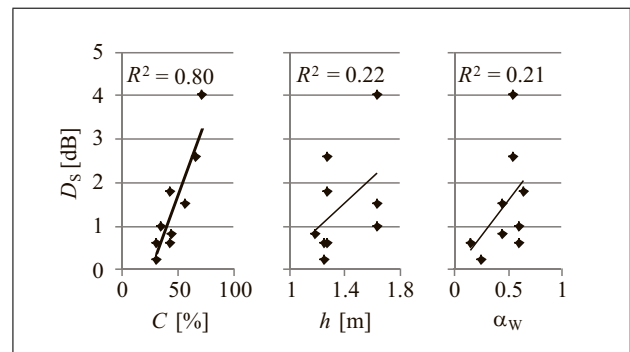 R² = 0.80
R² = 0.22
R² = 0.21
5
4
3
2
1
0
D_S [dB]
0 50 100
1 1.4 1.8
0 0.5 1
C [%]
h [m]
α_W